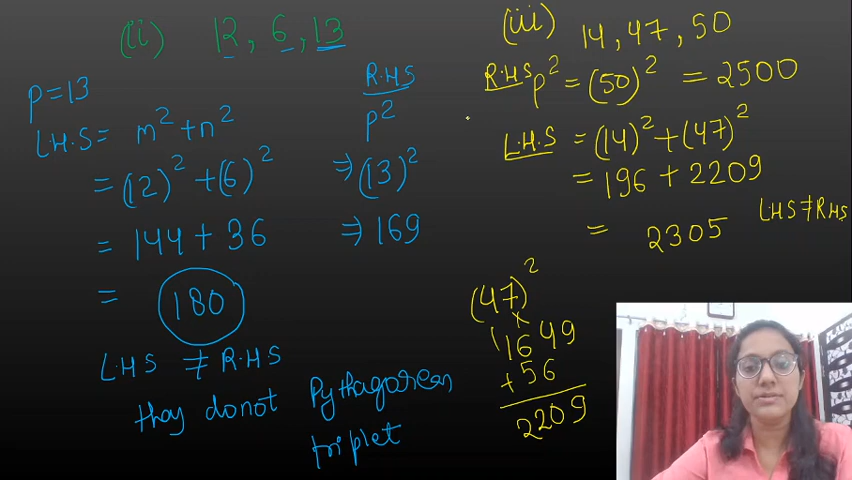 (ii) 12, 6, 13
p=13
L.H.S = m² + n²
= (12)² + (6)²
= 144 + 36
= 180
L.H.S ≠ R.H.S
they donot Pythagorean
triplet
R.H.S
p²
⇒ (13)²
⇒ 169
(iii) 14, 47, 50
R.H.S p² = (50)² = 2500
L.H.S = (14)² + (47)²
= 196 + 2209
= 2305 LHS ≠ RHS
(47)²
1649
+56
2209